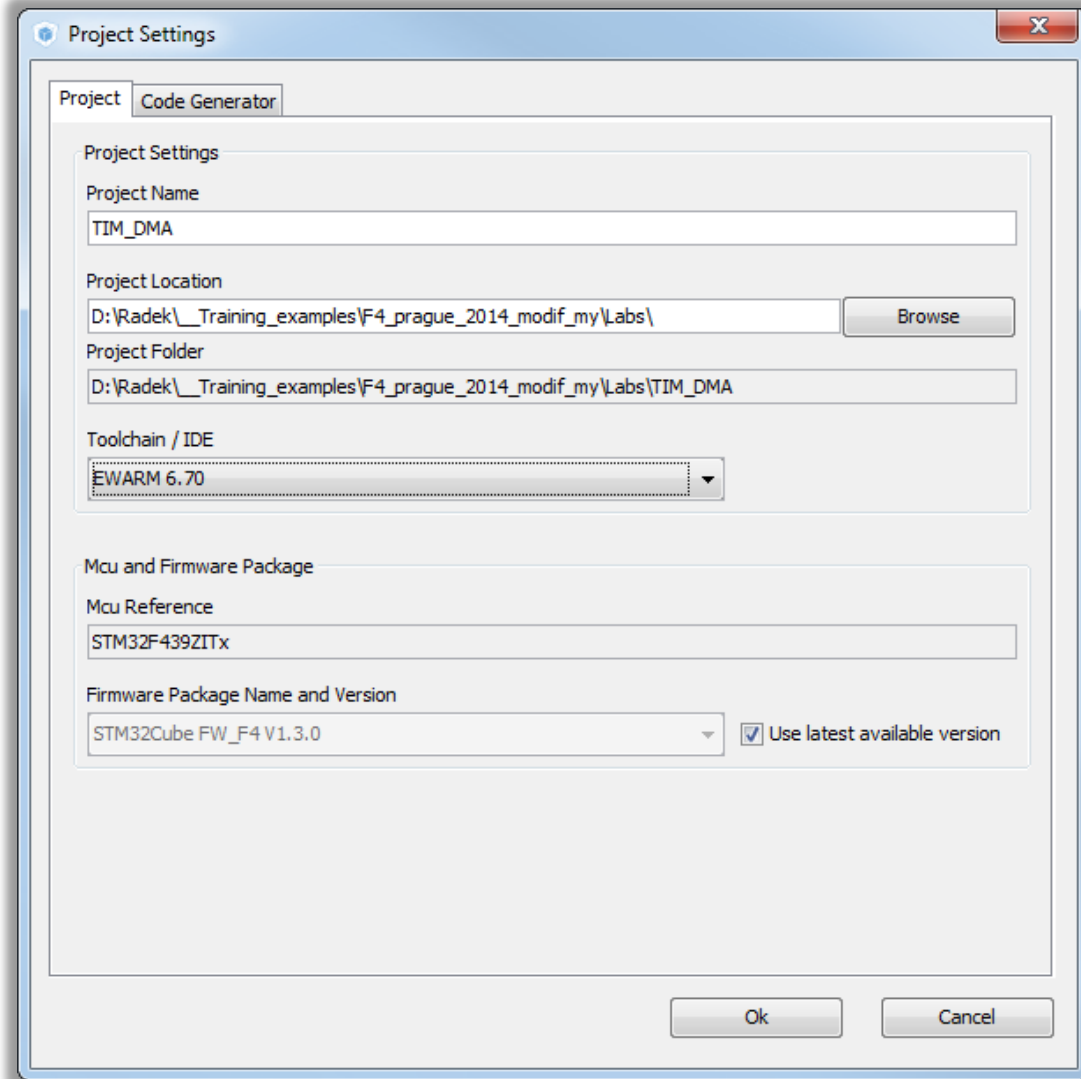 Project Settings
Project
Code Generator
Project Settings
Project Name
TIM_DMA
Project Location
D:\Radek\__Training_examples\F4_prague_2014_modif_my\Labs\
Browse
Project Folder
D:\Radek\__Training_examples\F4_prague_2014_modif_my\Labs\TIM_DMA
Toolchain / IDE
EWARM 6.70
Mcu and Firmware Package
Mcu Reference
STM32F439ZITx
Firmware Package Name and Version
STM32Cube FW_F4 V1.3.0
Use latest available version
Ok
Cancel